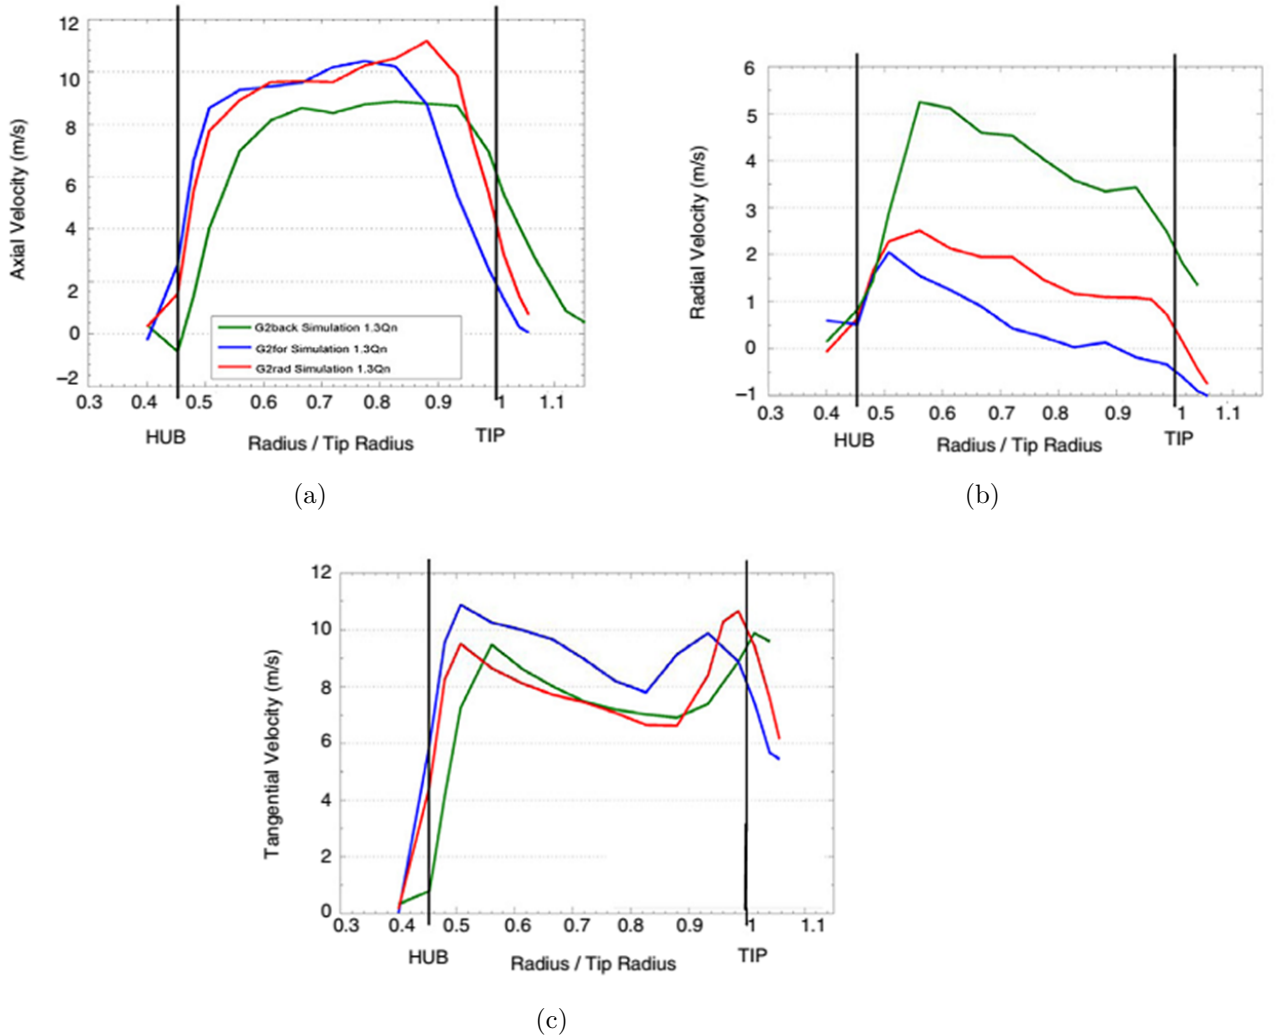 12
10
8
6
4
2
0
−2
Axial Velocity (m/s)
G2back Simulation 1.3Qn
G2for Simulation 1.3Qn
G2rad Simulation 1.3Qn
0.3 0.4 0.5 0.6 0.7 0.8 0.9 1 1.1
HUB Radius / Tip Radius TIP
(a)
6
5
4
3
2
1
0
−1
Radial Velocity (m/s)
0.3 0.4 0.5 0.6 0.7 0.8 0.9 1 1.1
HUB Radius / Tip Radius TIP
(b)
12
10
8
6
4
2
0
Tangential Velocity (m/s)
0.3 0.4 0.5 0.6 0.7 0.8 0.9 1 1.1
HUB Radius / Tip Radius TIP
(c)